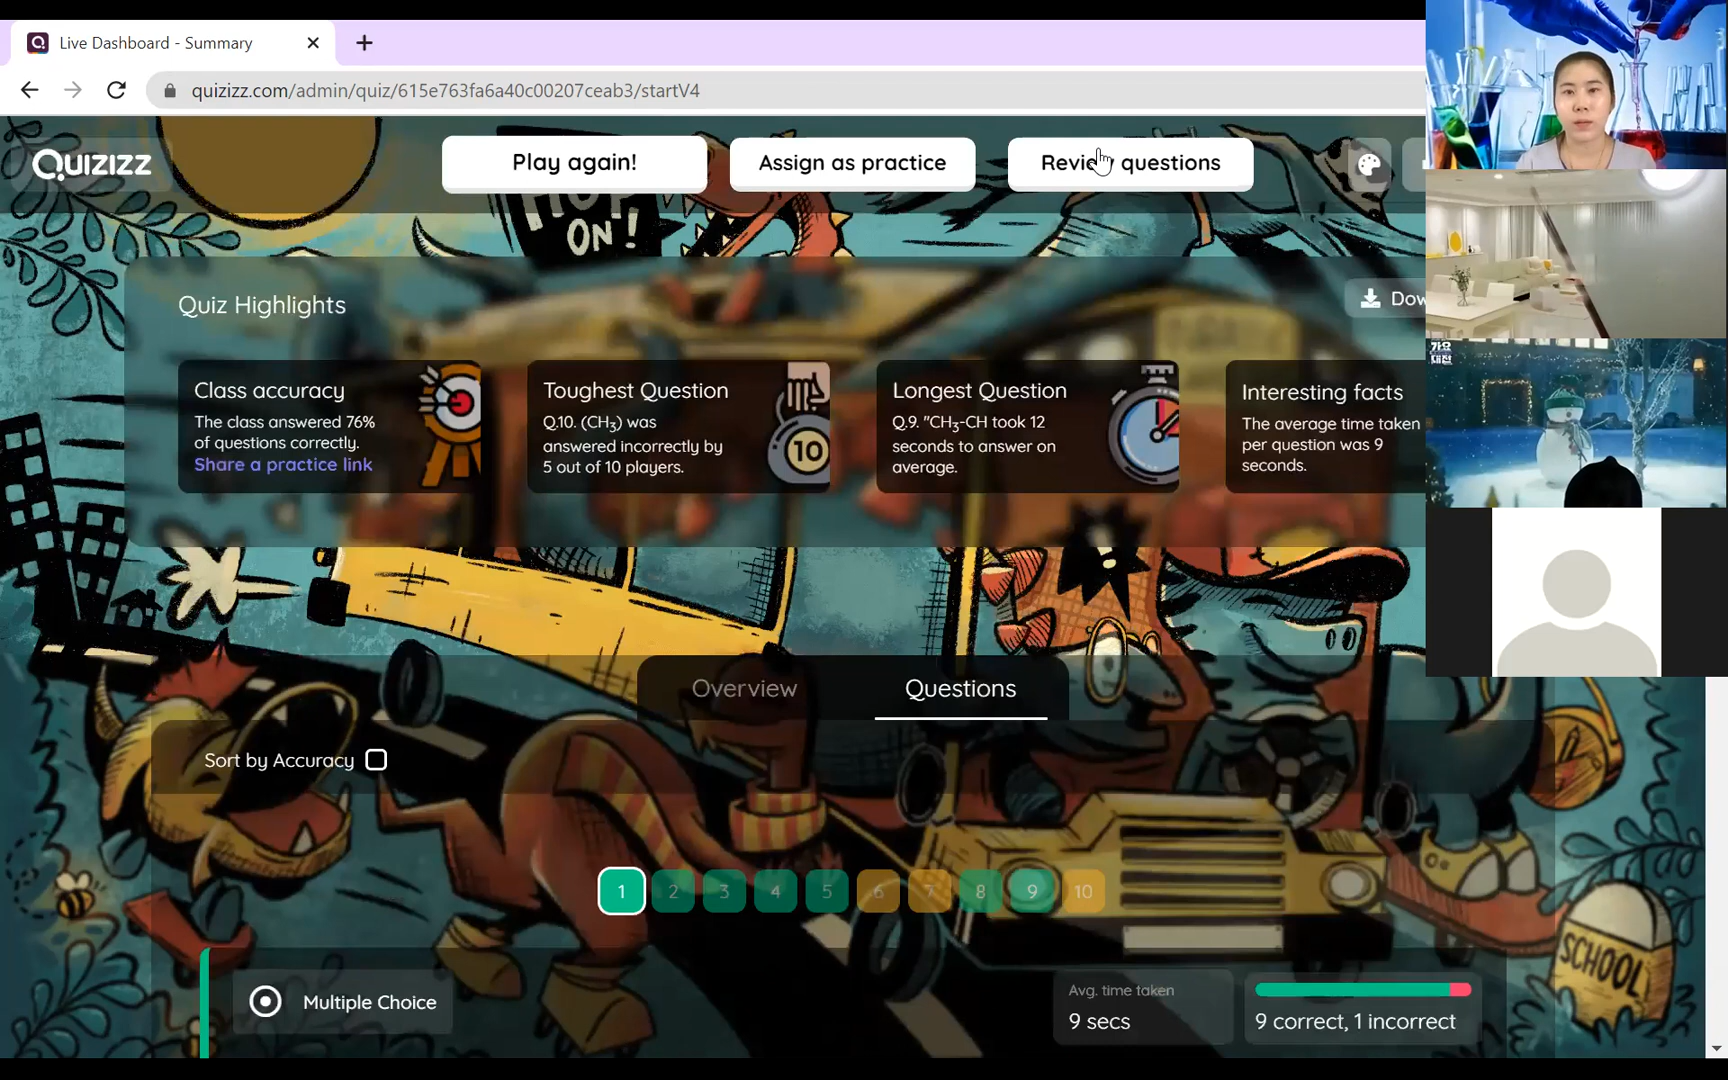 Live Dashboard - Summary
quizizz.com/admin/quiz/615e763fa6a40c00207ceab3/startV4
Quizizz
Play again!
Assign as practice
Review questions
HOP
ON!
Quiz Highlights
Dow
Class accuracy
The class answered 76%
of questions correctly.
Share a practice link
Toughest Question
Q.10. (CH₃) was
answered incorrectly by
5 out of 10 players.
10
Longest Question
Q.9. "CH₃-CH took 12
seconds to answer on
average.
Interesting facts
The average time taken
per question was 9
seconds.
가요
대전
Overview
Questions
Sort by Accuracy
1 2 3 4 5 6 7 8 9 10
SCHOOL
Multiple Choice
Avg. time taken
9 secs
9 correct, 1 incorrect